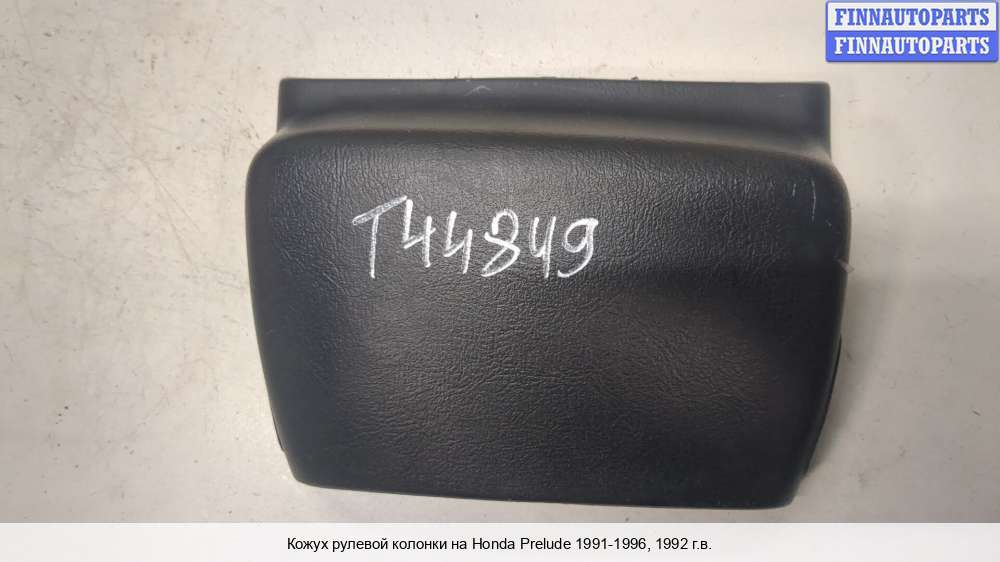 FINNAUTOPARTS
FINNAUTOPARTS
T44849
Кожух рулевой колонки на Honda Prelude 1991-1996, 1992 г.в.